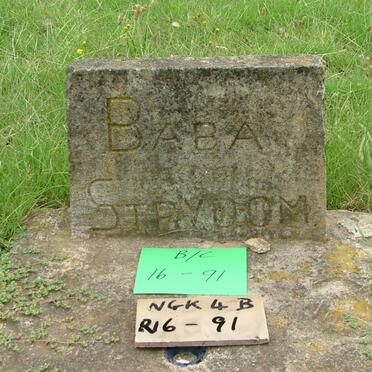 BABA
STRYDOM
B/C
16 - 91
NGK 4 B
R16 - 91